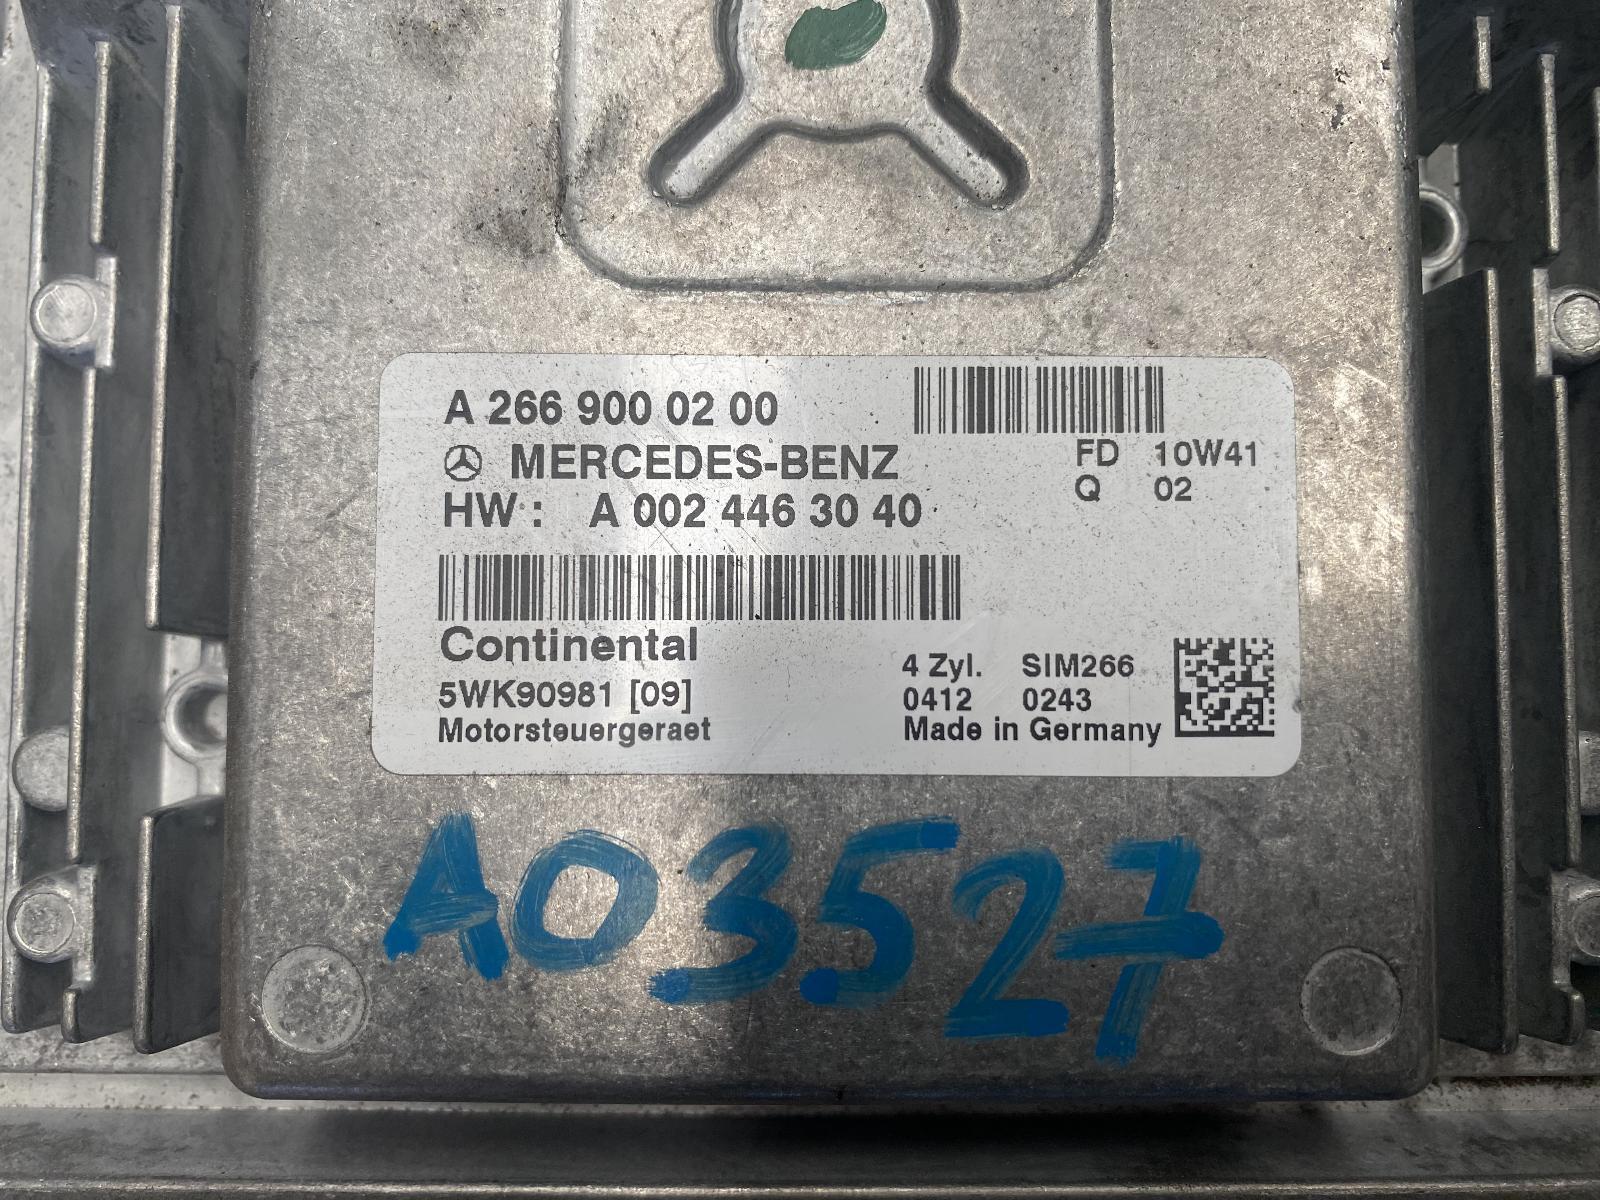 A 266 900 02 00
MERCEDES-BENZ
FD 10W41
Q 02
HW : A 002 446 30 40
Continental
5WK90981 [09]
Motorsteuergeraet
4 Zyl. SIM266
0412 0243
Made in Germany
A03527